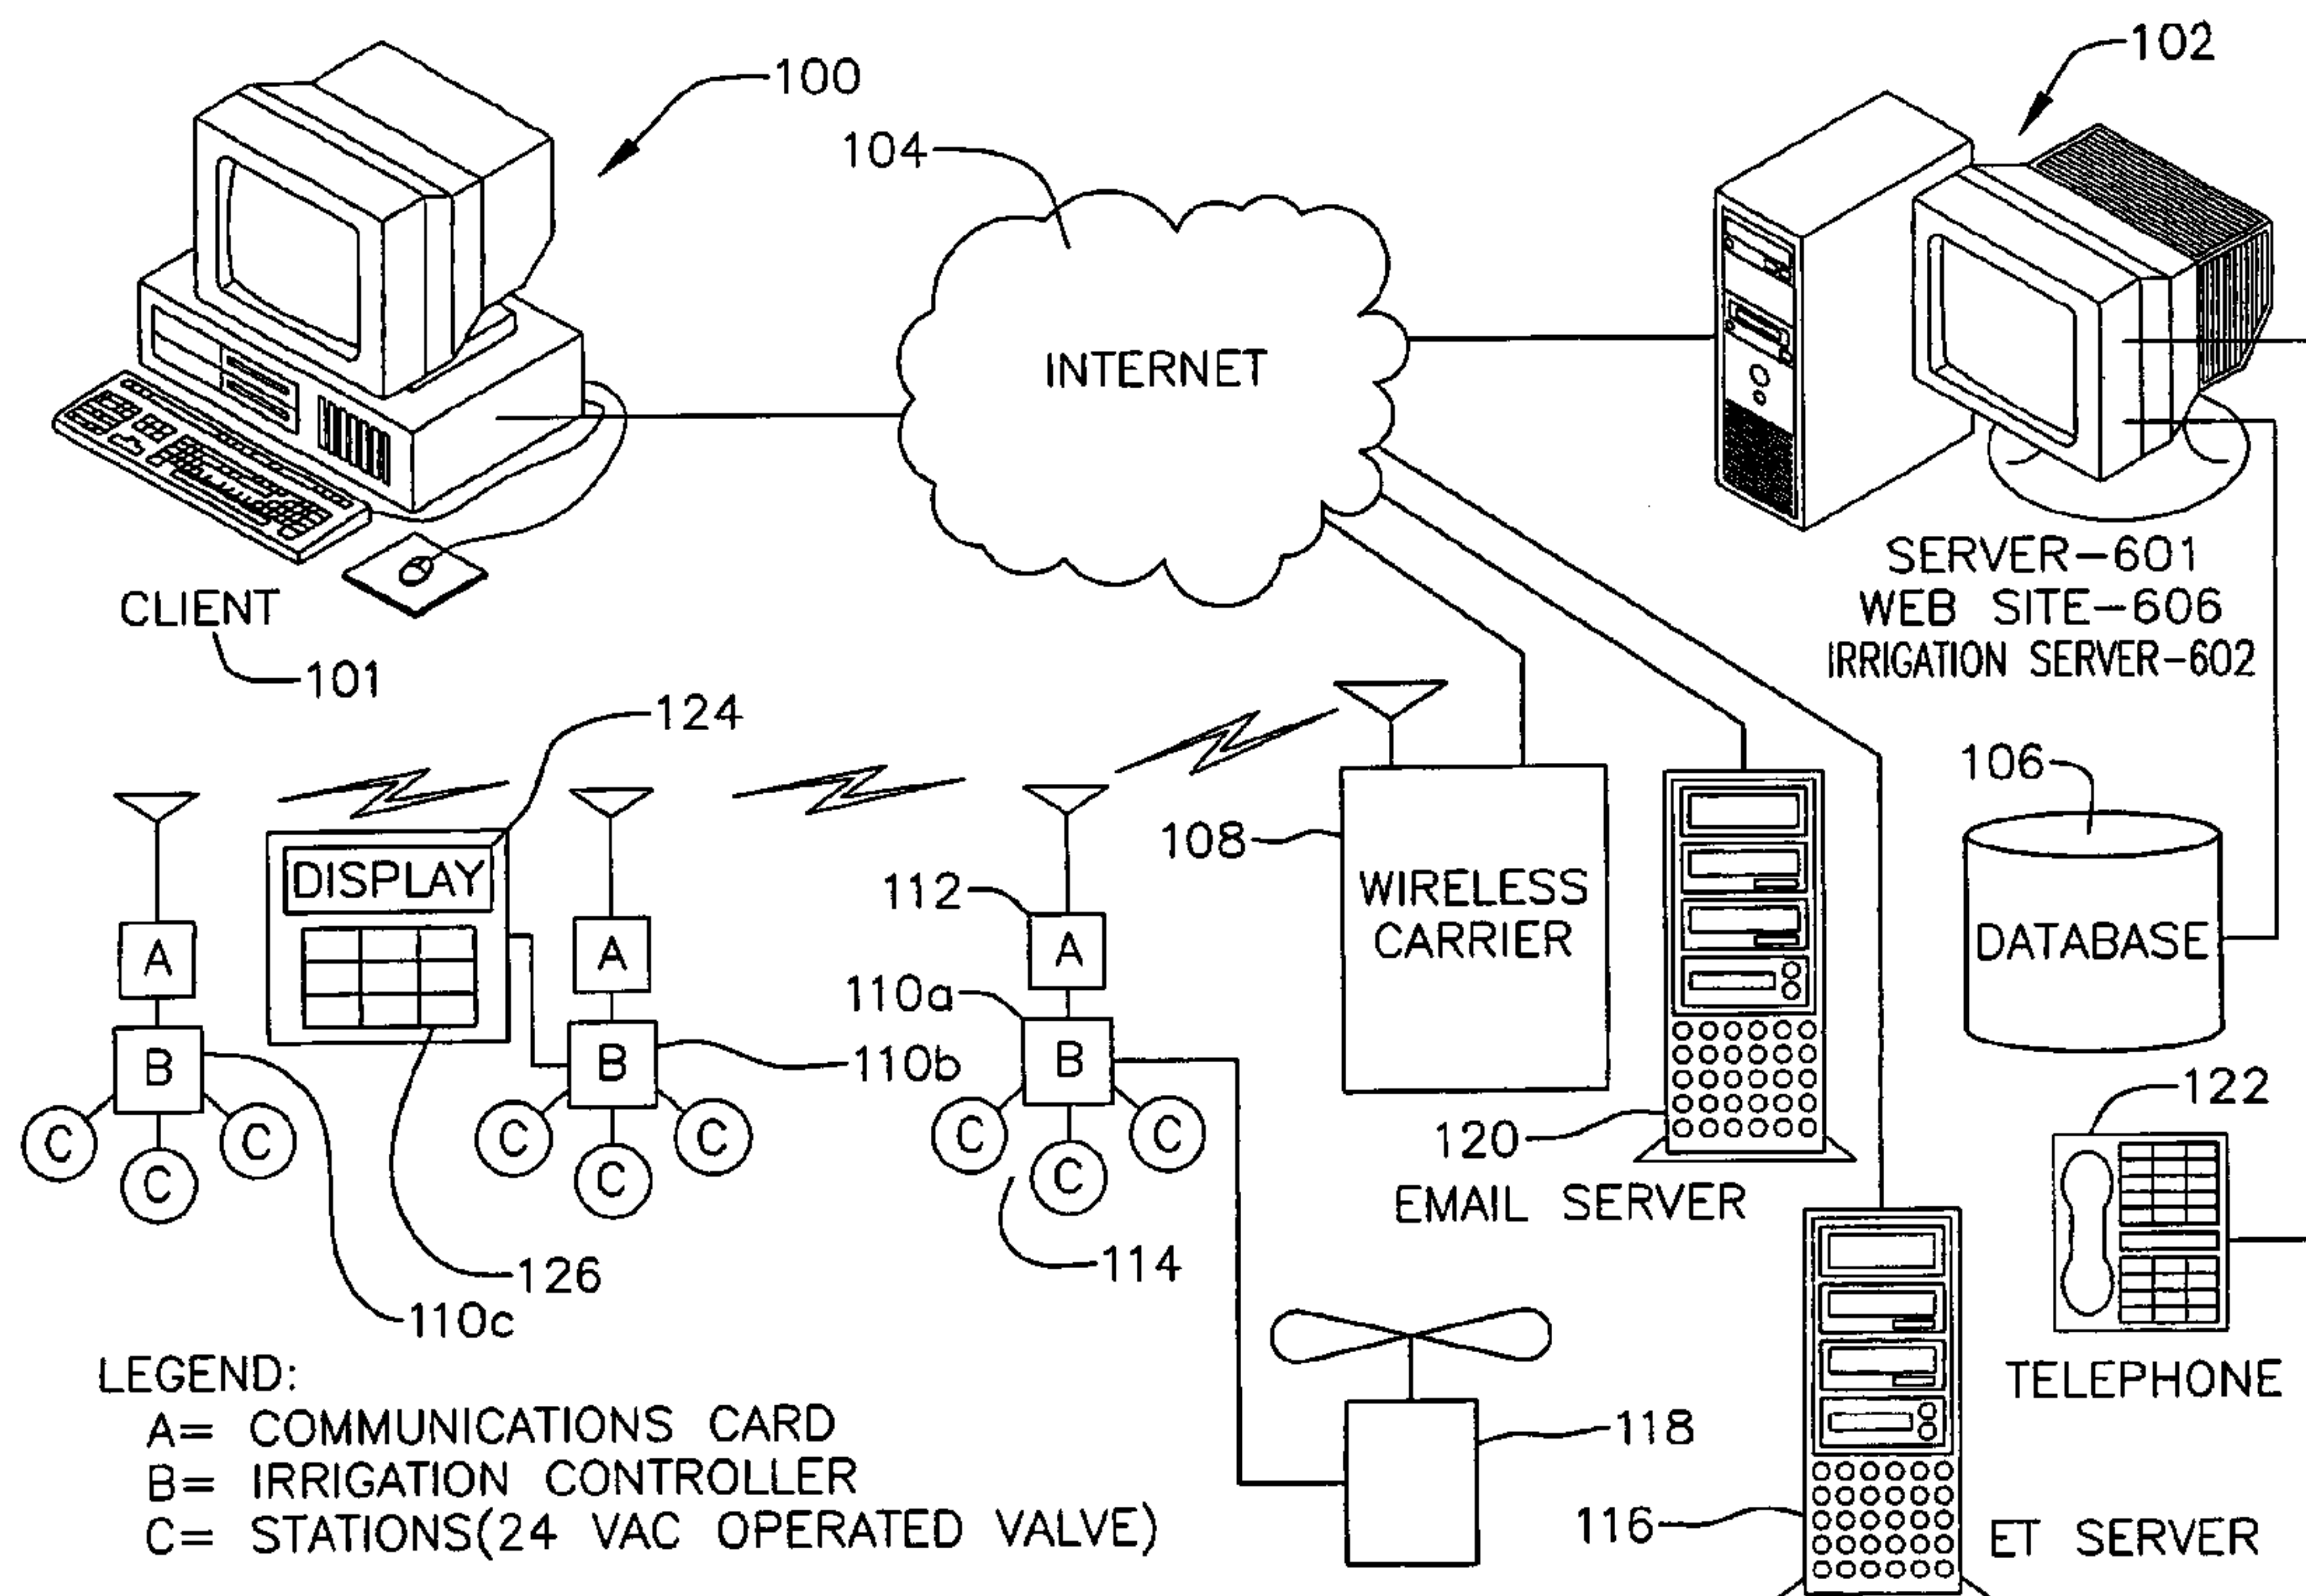 100
102
104
INTERNET
SERVER-601
WEB SITE-606
IRRIGATION SERVER-602
CLIENT
101
124
106
108
DISPLAY
WIRELESS
CARRIER
112
A
A
A
DATABASE
110a
B
B
B
110b
122
C
C
C
C
C
C
C
C
C
120
EMAIL SERVER
114
126
110c
LEGEND:
A= COMMUNICATIONS CARD
B= IRRIGATION CONTROLLER
C= STATIONS(24 VAC OPERATED VALVE)
118
TELEPHONE
116
ET SERVER